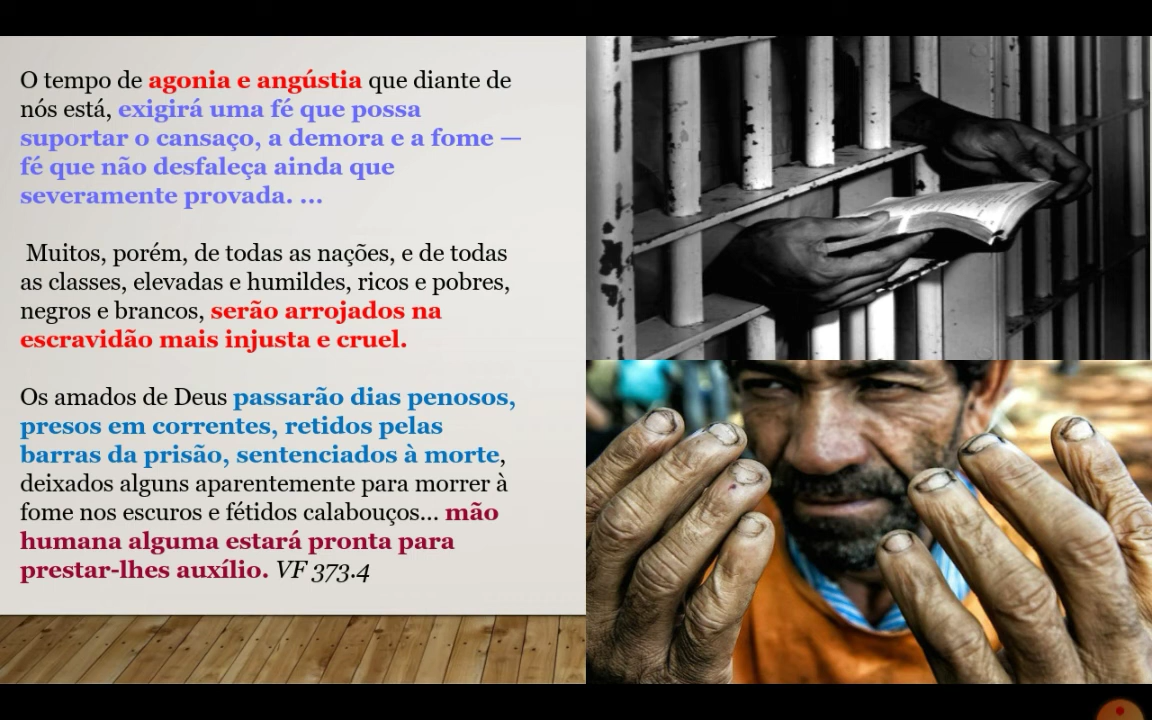 O tempo de agonia e angústia que diante de
nós está, exigirá uma fé que possa
suportar o cansaço, a demora e a fome —
fé que não desfaleça ainda que
severamente provada. ...
Muitos, porém, de todas as nações, e de todas
as classes, elevadas e humildes, ricos e pobres,
negros e brancos, serão arrojados na
escravidão mais injusta e cruel.
Os amados de Deus passarão dias penosos,
presos em correntes, retidos pelas
barras da prisão, sentenciados à morte,
deixados alguns aparentemente para morrer à
fome nos escuros e fétidos calabouços... mão
humana alguma estará pronta para
prestar-lhes auxílio. VF 373.4